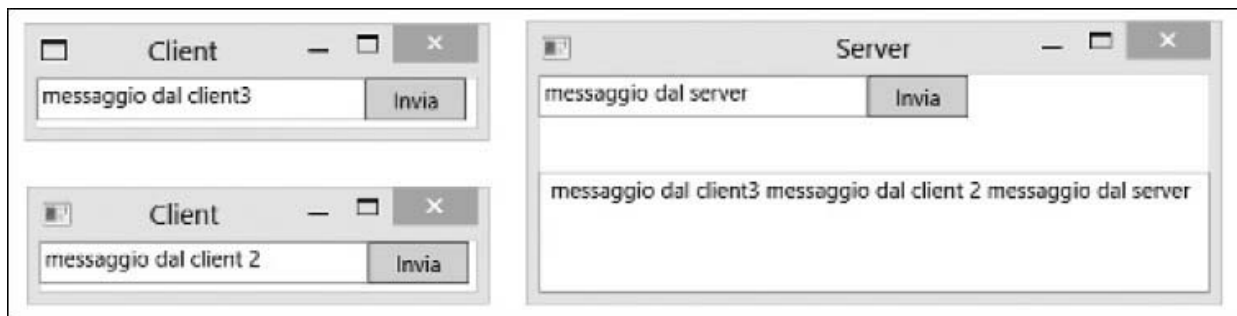 Client
messaggio dal client3
Invia
Client
messaggio dal client 2
Invia
Server
messaggio dal server
Invia
messaggio dal client3 messaggio dal client 2 messaggio dal server